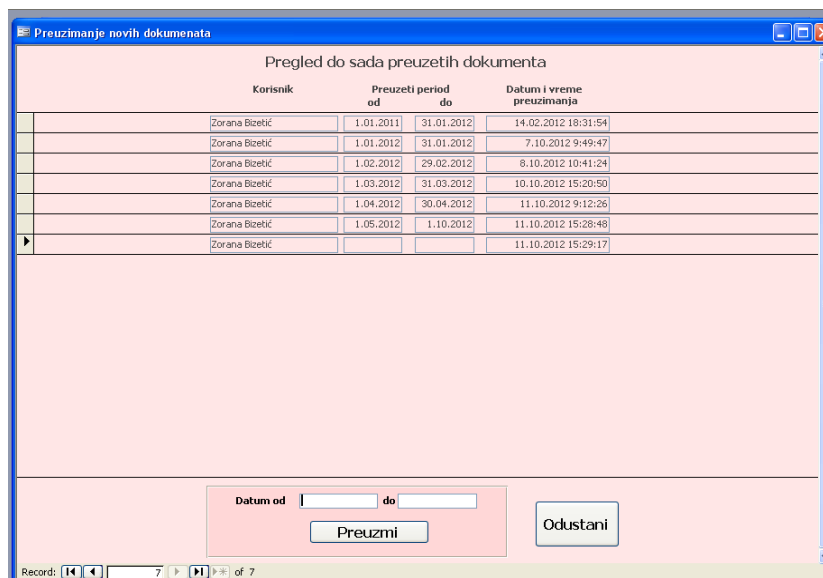 Preuzimanje novih dokumenata
Pregled do sada preuzetih dokumenta
Korisnik Preuzeti period Datum i vreme
od do preuzimanja
Zorana Bizetić 1.01.2011 31.01.2012 14.02.2012 18:31:54
Zorana Bizetić 1.01.2012 31.01.2012 7.10.2012 9:49:47
Zorana Bizetić 1.02.2012 29.02.2012 8.10.2012 10:41:24
Zorana Bizetić 1.03.2012 31.03.2012 10.10.2012 15:20:50
Zorana Bizetić 1.04.2012 30.04.2012 11.10.2012 9:12:26
Zorana Bizetić 1.05.2012 1.10.2012 11.10.2012 15:28:48
Zorana Bizetić 11.10.2012 15:29:17
Datum od do
Preuzmi
Odustani
Record: 7 of 7